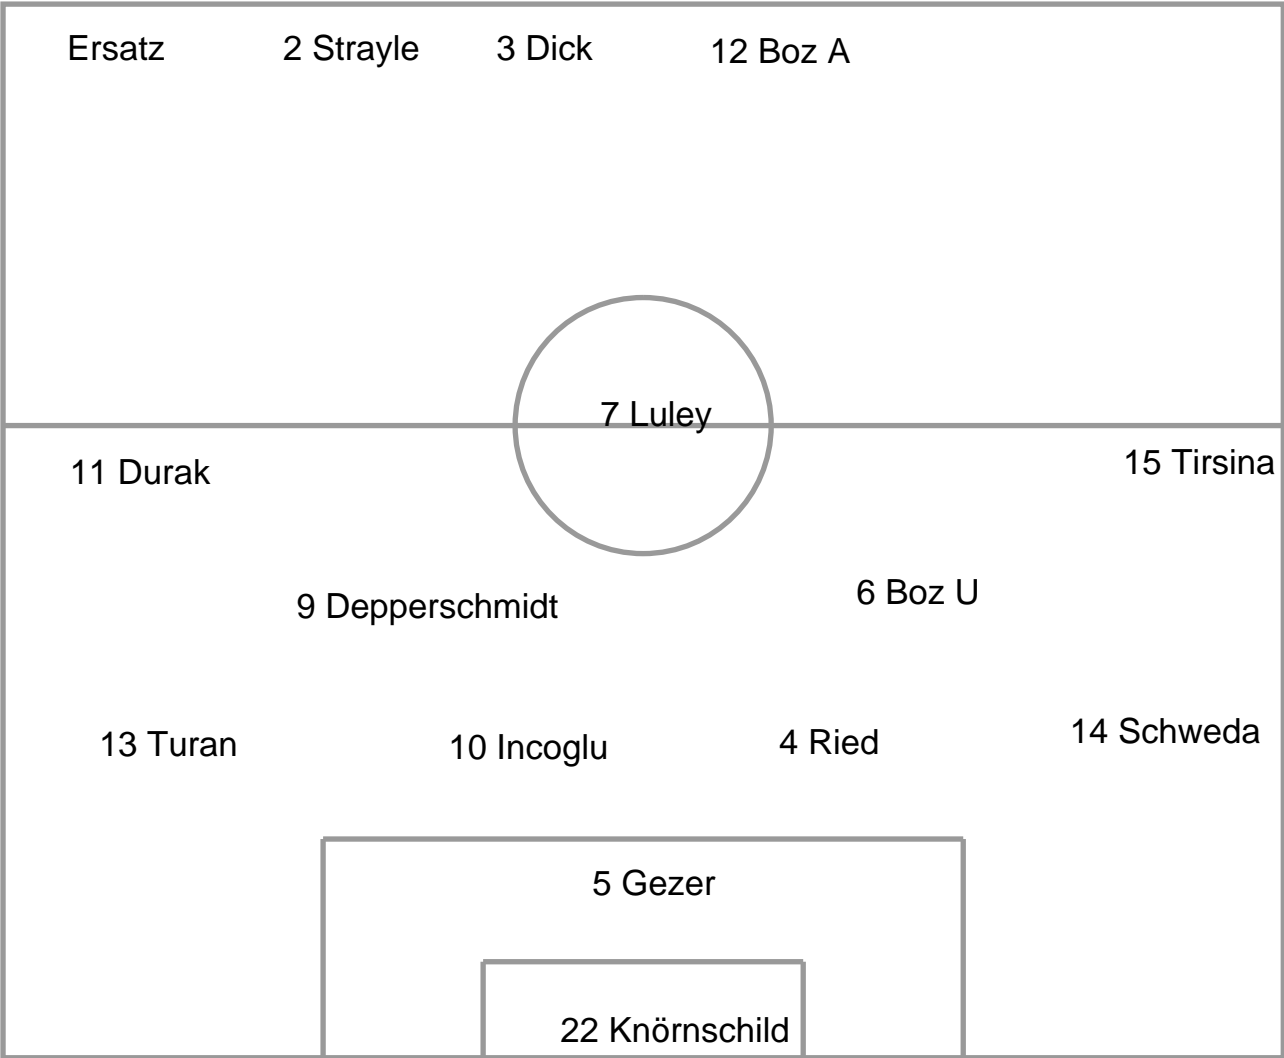 Ersatz 2 Strayle 3 Dick 12 Boz A
7 Luley
11 Durak 15 Tirsina
9 Depperschmidt 6 Boz U
13 Turan 10 Incoglu 4 Ried 14 Schweda
5 Gezer
22 Knörnschild